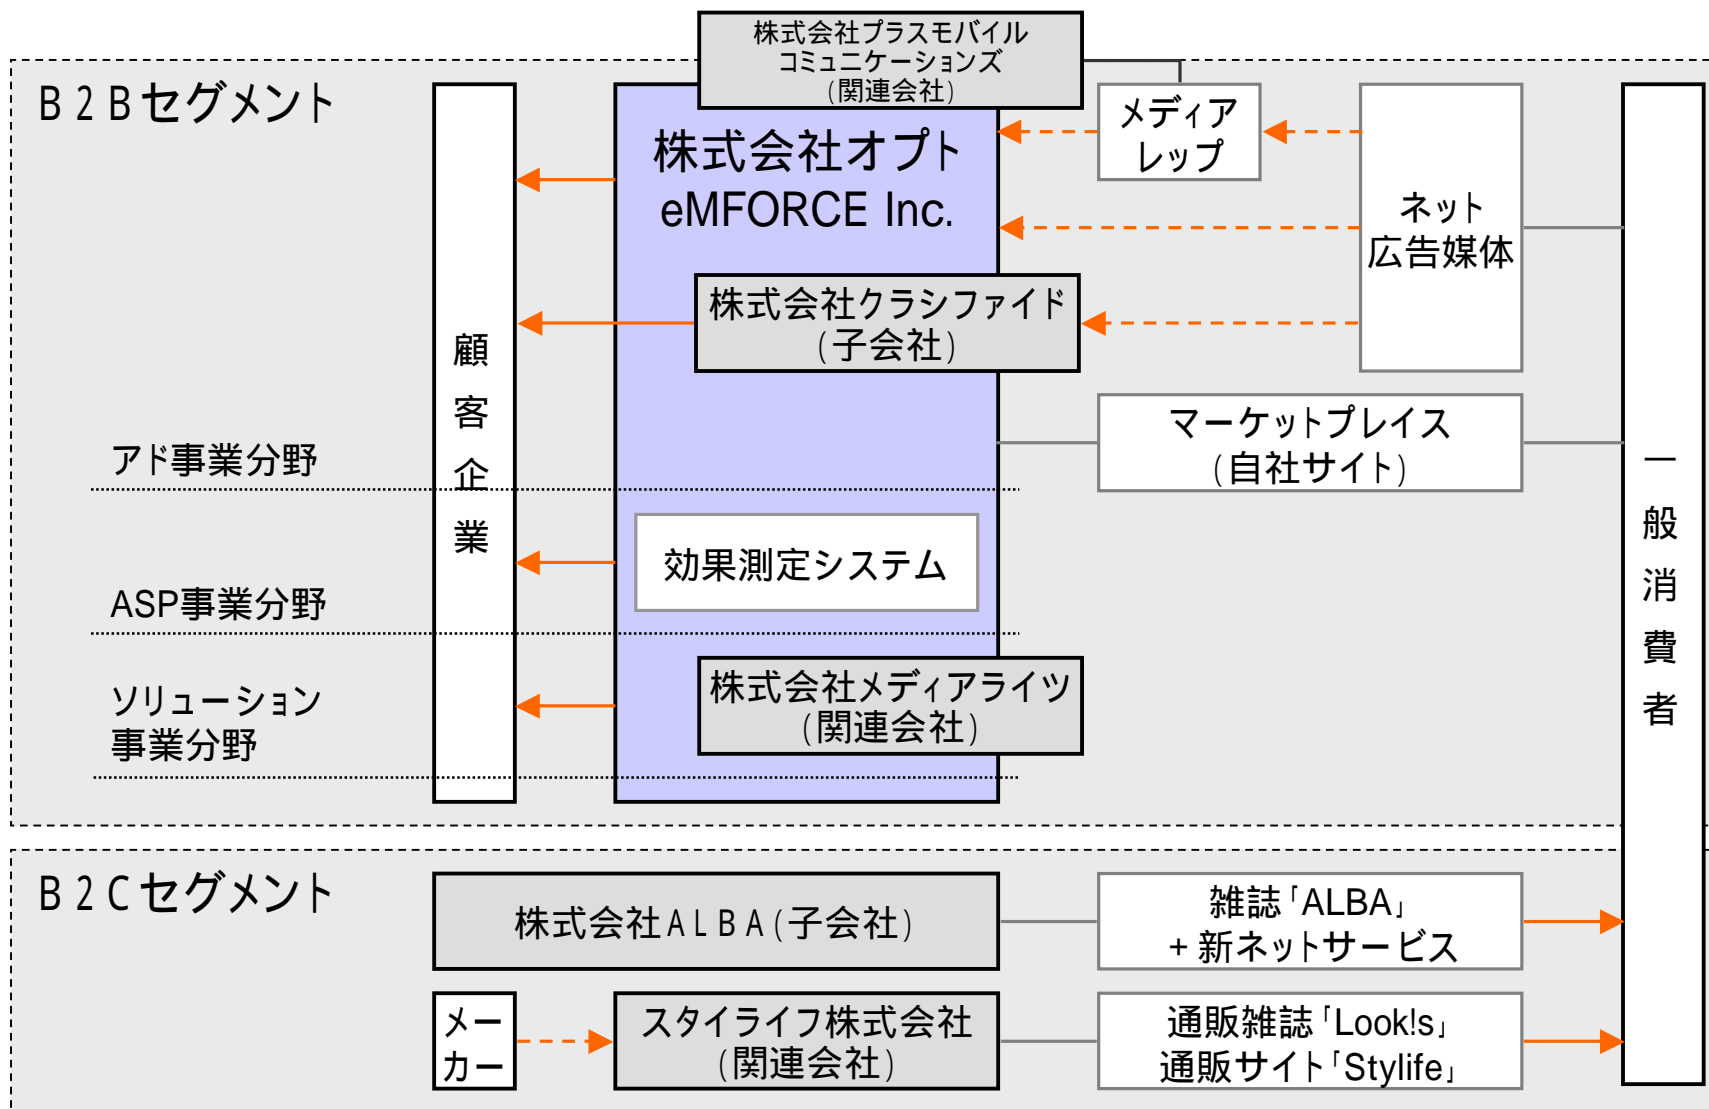 株式会社プラスモバイル
コミュニケーションズ
(関連会社)
B2Bセグメント
株式会社オプト
eMFORCE Inc.
メディア
レップ
ネット
広告媒体
株式会社クラシファイド
(子会社)
顧客企業
マーケットプレイス
(自社サイト)
アド事業分野
一般消費者
効果測定システム
ASP事業分野
株式会社メディアライツ
(関連会社)
ソリューション
事業分野
B2Cセグメント
株式会社ALBA(子会社)
雑誌「ALBA」
+新ネットサービス
メー
カー
スタイライフ株式会社
(関連会社)
通販雑誌「Look!s」
通販サイト「Stylife」